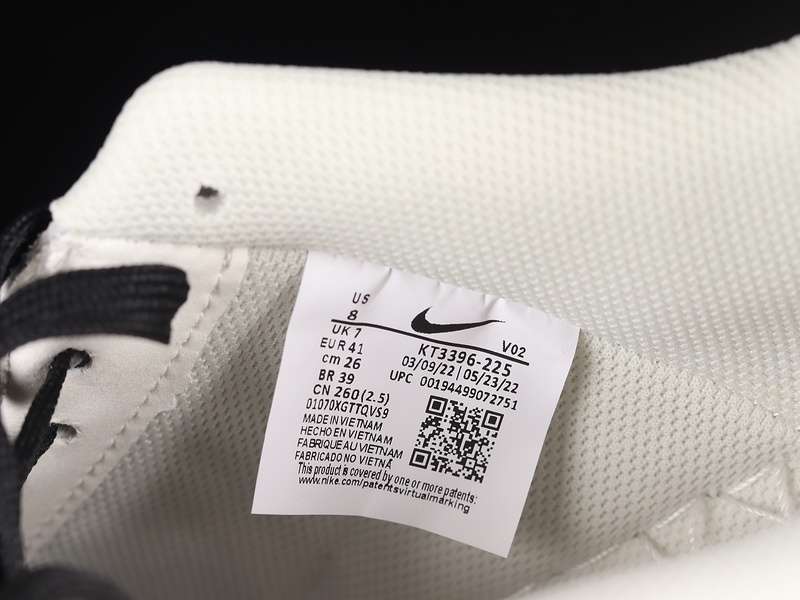 US
8
UK 7
EUR 41
cm 26
BR 39
CN 260(2.5)
V02
KT3396-225
03/09/22 | 05/23/22
UPC 00194499072751
01070XGTTQVS9
MADE IN VIETNAM
HECHO EN VIETNAM
FABRIQUE AU VIETNAM
FABRICADO NO VIETNÃ
This product is covered by one or more patents:
www.nike.com/patentsvirtualmarking